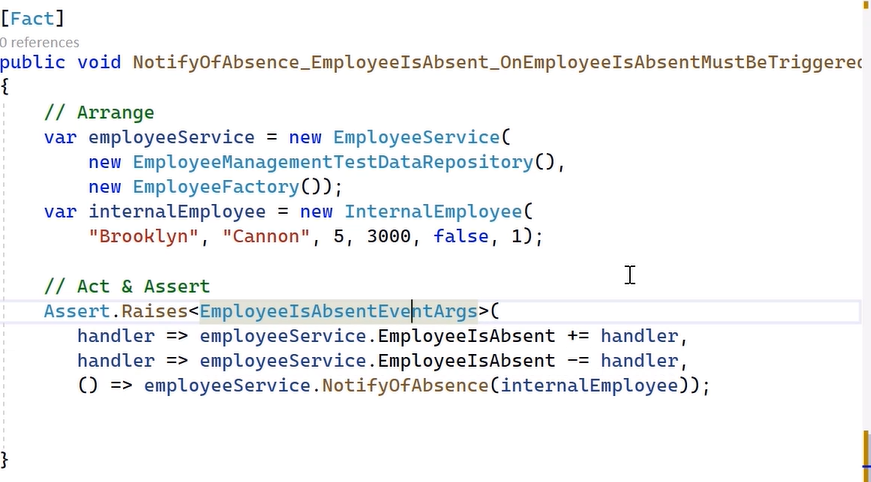 [Fact]
0 references
public void NotifyOfAbsence_EmployeeIsAbsent_OnEmployeeIsAbsentMustBeTriggered
{
    // Arrange
    var employeeService = new EmployeeService(
        new EmployeeManagementTestDataRepository(),
        new EmployeeFactory());
    var internalEmployee = new InternalEmployee(
        "Brooklyn", "Cannon", 5, 3000, false, 1);
    // Act & Assert
    Assert.Raises<EmployeeIsAbsentEventArgs>(
       handler => employeeService.EmployeeIsAbsent += handler,
       handler => employeeService.EmployeeIsAbsent -= handler,
       () => employeeService.NotifyOfAbsence(internalEmployee));
}